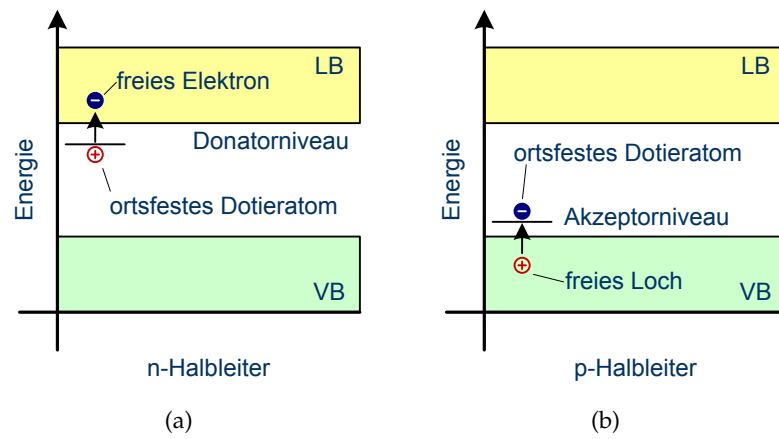 Energie
LB
freies Elektron
Donatorniveau
ortsfestes Dotieratom
VB
n-Halbleiter
(a)
Energie
LB
ortsfestes Dotieratom
Akzeptorniveau
freies Loch
VB
p-Halbleiter
(b)